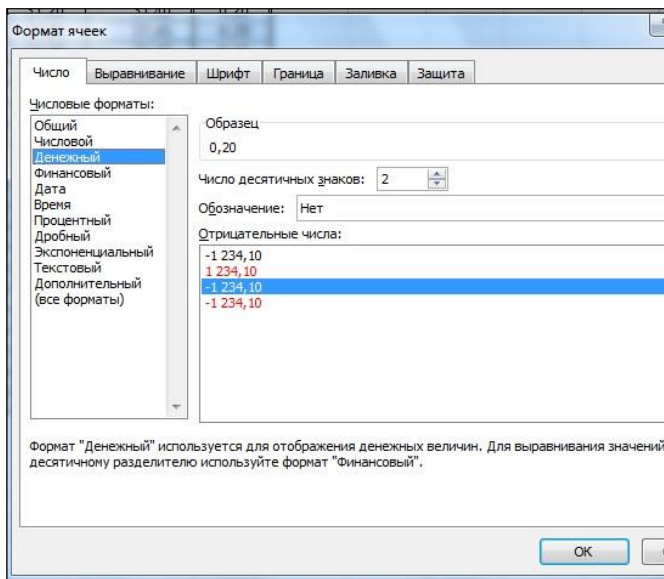 Формат ячеек
Число Выравнивание Шрифт Граница Заливка Защита
Числовые форматы:
Общий
Числовой
Денежный
Финансовый
Дата
Время
Процентный
Дробный
Экспоненциальный
Текстовый
Дополнительный
(все форматы)
Образец
0,20
Число десятичных знаков: 2
Обозначение: Нет
Отрицательные числа:
-1 234,10
1 234,10
-1 234,10
-1 234,10
Формат "Денежный" используется для отображения денежных величин. Для выравнивания значений
десятичному разделителю используйте формат "Финансовый".
OK